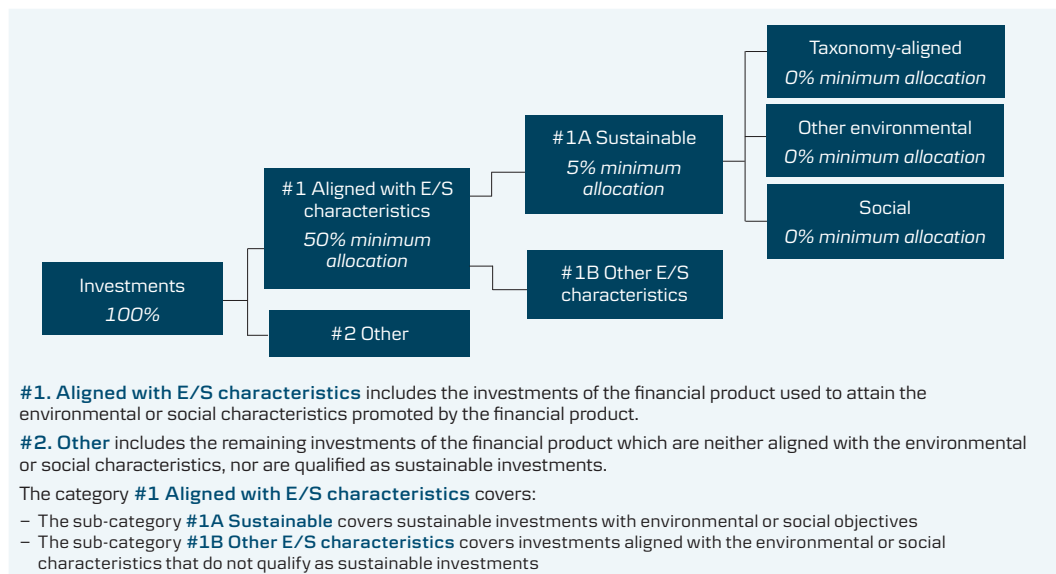 Investments
100%
#1 Aligned with E/S
characteristics
50% minimum
allocation
#2 Other
#1A Sustainable
5% minimum
allocation
#1B Other E/S
characteristics
Taxonomy-aligned
0% minimum allocation
Other environmental
0% minimum allocation
Social
0% minimum allocation
#1. Aligned with E/S characteristics includes the investments of the financial product used to attain the
environmental or social characteristics promoted by the financial product.
#2. Other includes the remaining investments of the financial product which are neither aligned with the environmental
or social characteristics, nor are qualified as sustainable investments.
The category #1 Aligned with E/S characteristics covers:
– The sub-category #1A Sustainable covers sustainable investments with environmental or social objectives
– The sub-category #1B Other E/S characteristics covers investments aligned with the environmental or social
characteristics that do not qualify as sustainable investments